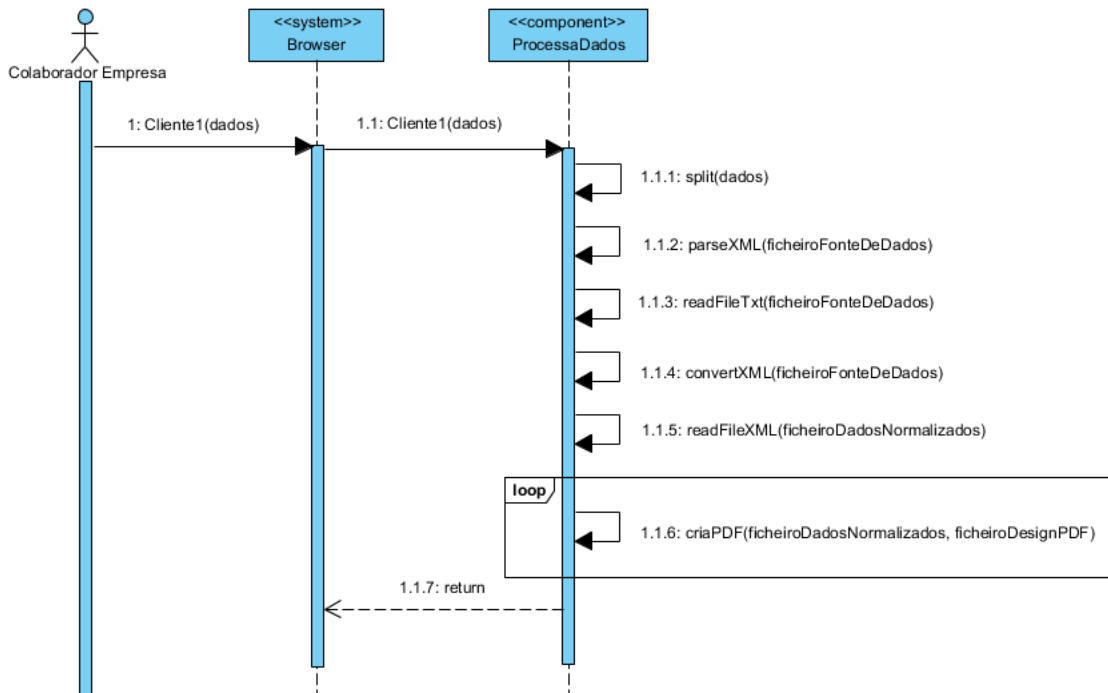 <<system>>
Browser
<<component>>
ProcessaDados
Colaborador Empresa
1: Cliente1(dados)
1.1: Cliente1(dados)
1.1.1: split(dados)
1.1.2: parseXML(ficheiroFonteDeDados)
1.1.3: readFileTxt(ficheiroFonteDeDados)
1.1.4: convertXML(ficheiroFonteDeDados)
1.1.5: readFileXML(ficheiroDadosNormalizados)
loop
1.1.6: criaPDF(ficheiroDadosNormalizados, ficheiroDesignPDF)
1.1.7: return